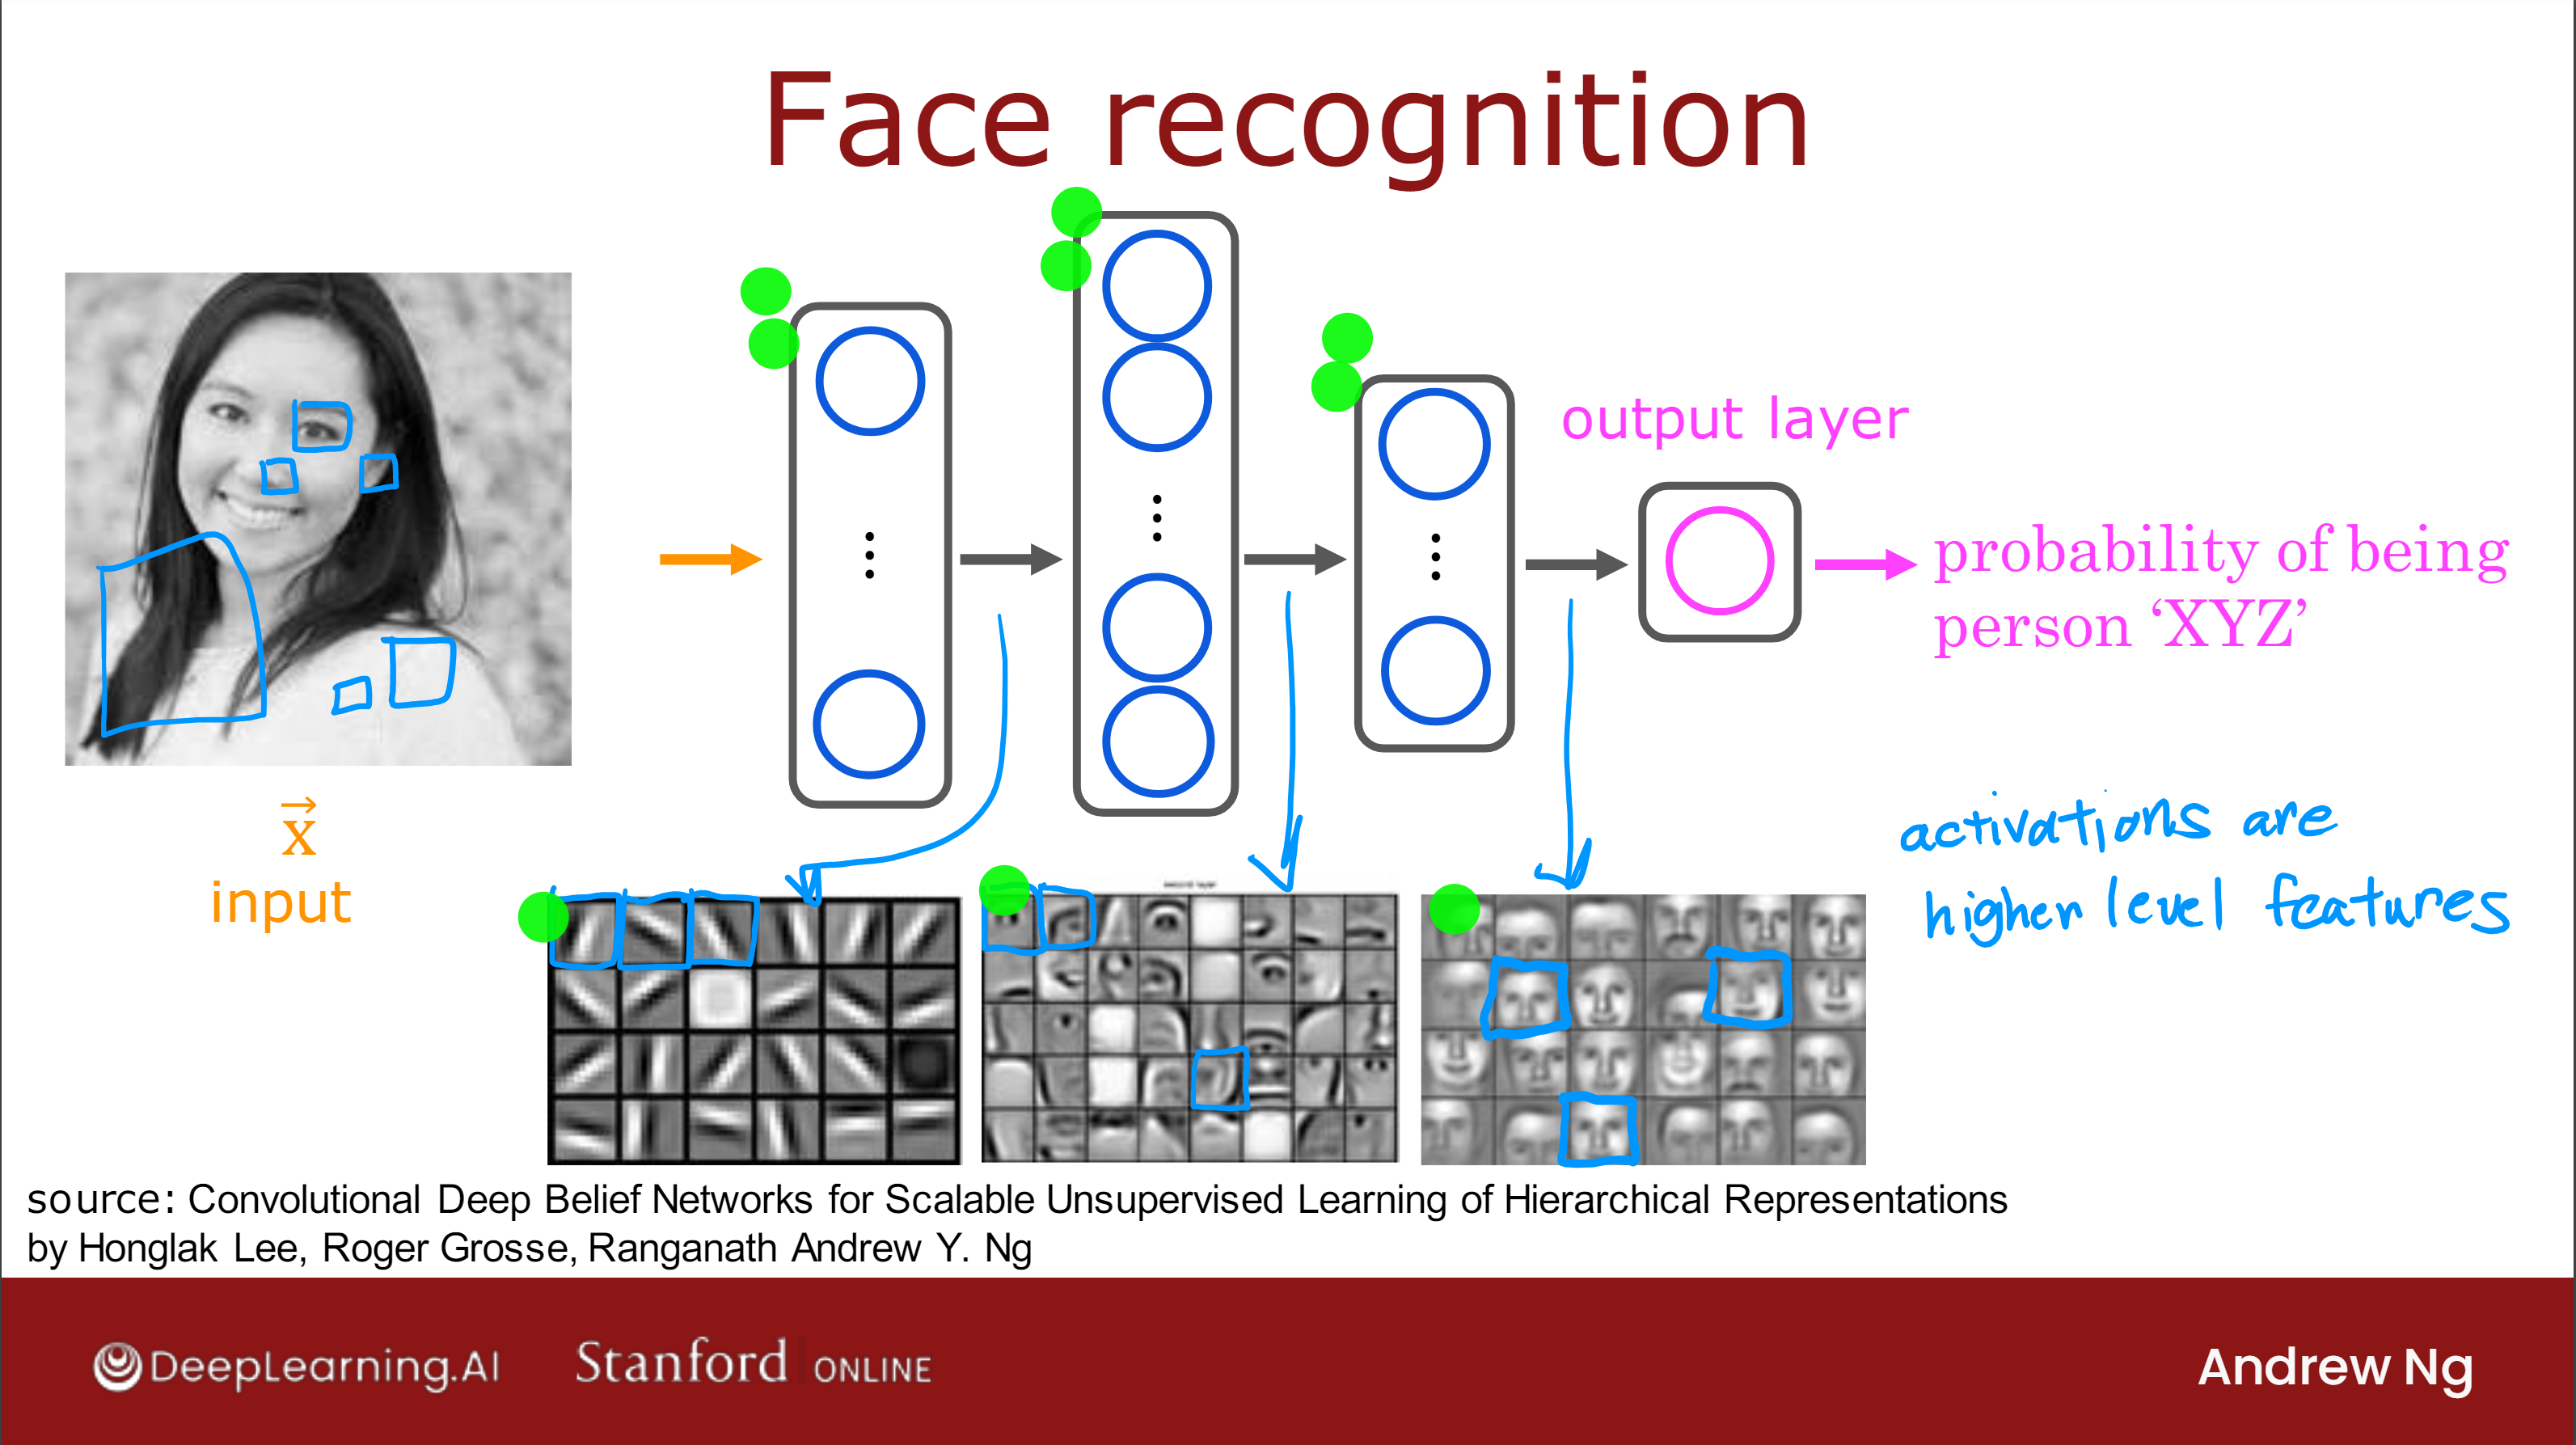 Face recognition
output layer
probability of being
person ‘XYZ’
x
input
activations are
higher level features
source: Convolutional Deep Belief Networks for Scalable Unsupervised Learning of Hierarchical Representations
by Honglak Lee, Roger Grosse, Ranganath Andrew Y. Ng
DeepLearning.AI
Stanford ONLINE
Andrew Ng